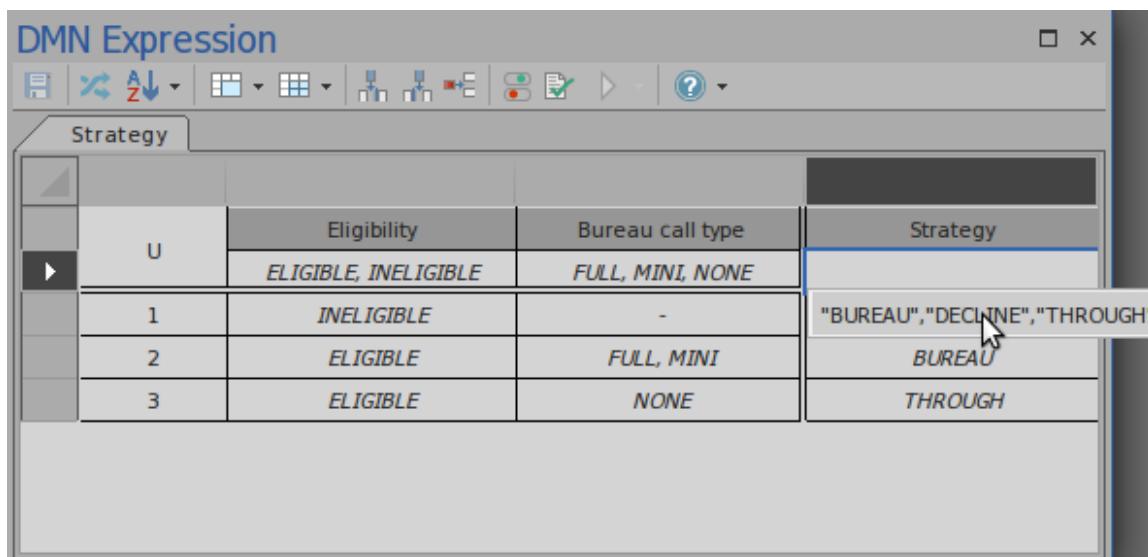 DMN Expression
Strategy
U Eligibility Bureau call type Strategy
ELIGIBLE, INELIGIBLE FULL, MINI, NONE
1 INELIGIBLE - "BUREAU","DECLINE","THROUGH"
2 ELIGIBLE FULL, MINI BUREAU
3 ELIGIBLE NONE THROUGH